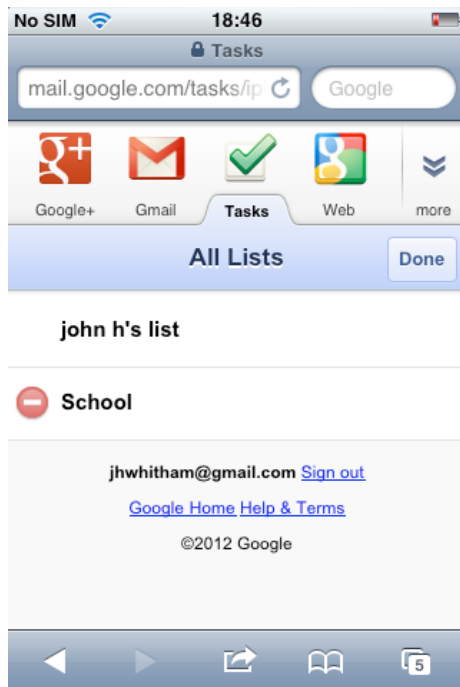 No SIM 18:46
Tasks
mail.google.com/tasks/ip Google
Google+ Gmail Tasks Web more
All Lists Done
john h's list
School
jhwhitham@gmail.com Sign out
Google Home Help & Terms
©2012 Google
5